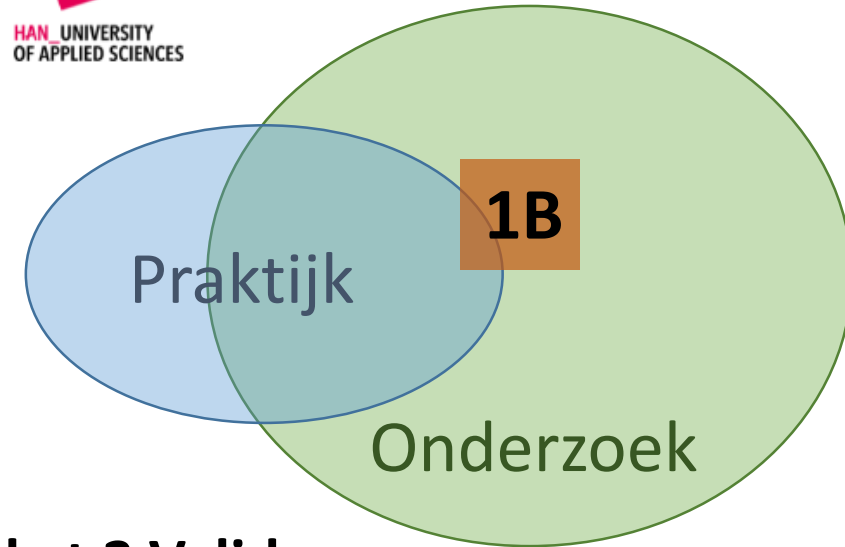 HAN_UNIVERSITY
OF APPLIED SCIENCES
1B
Praktijk
Onderzoek